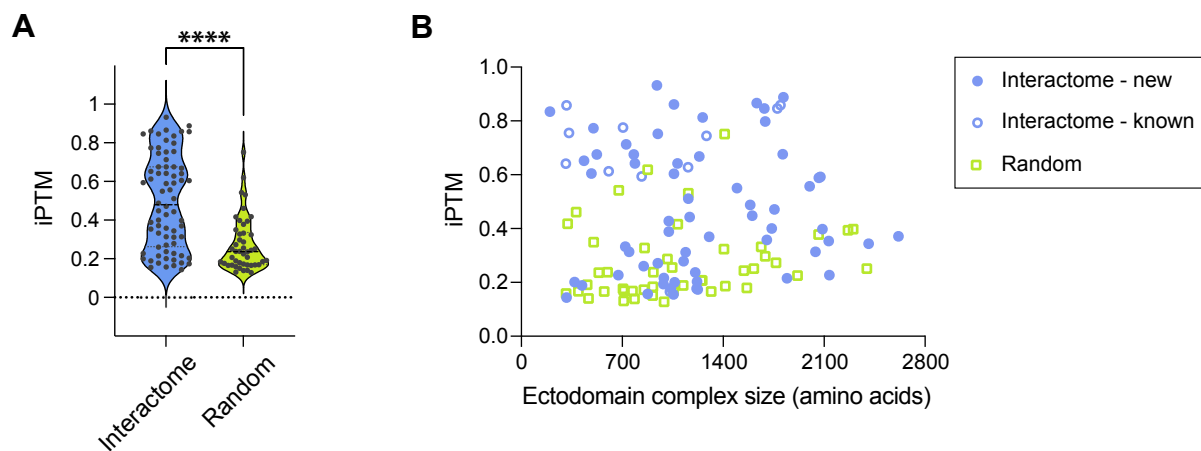 A
****
iPTM
1
0.8
0.6
0.4
0.2
0
Interactome
Random
B
iPTM
1.0
0.8
0.6
0.4
0.2
0.0
0
700
1400
2100
2800
Ectodomain complex size (amino acids)
Interactome - new
Interactome - known
Random